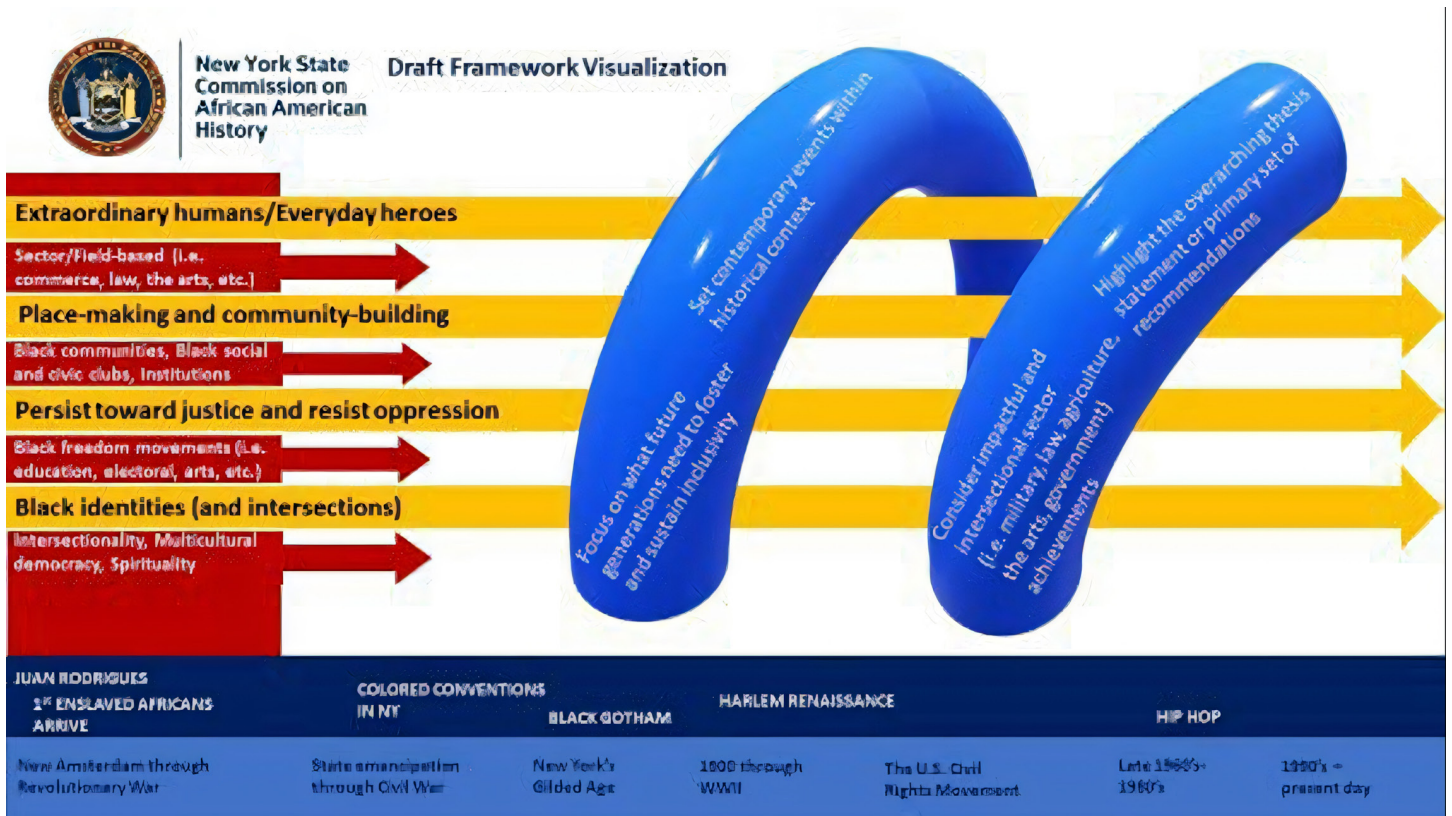 New York State
Commission on
African American
History
Draft Framework Visualization
Extraordinary humans/Everyday heroes
Sector/Field-based (i.e.
commerce, law, the arts, etc.)
Place-making and community-building
Black communities, Black social
and civic clubs, Institutions
Persist toward justice and resist oppression
Black freedom movements (i.e.
education, electoral, arts, etc.)
Black identities (and intersections)
Intersectionality, Multicultural
democracy, Spirituality
Set contemporary events within
historical context
Focus on what future
generations need to foster
and sustain inclusivity
Highlight the overarching thesis
statement or primary set of
recommendations
Consider impactful and
intersectional sector
(i.e. military, law, agriculture,
the arts, government)
achievements
JUAN RODRIGUES
1st ENSLAVED AFRICANS
ARRIVE
COLORED CONVENTIONS
IN NY
BLACK GOTHAM
HARLEM RENAISSANCE
HIP HOP
New Amsterdam through
Revolutionary War
State emancipation
through Civil War
New York's
Gilded Age
1900 through
WWII
The U.S. Civil
Rights Movement
Late 1960's-
1980's
1990's –
present day